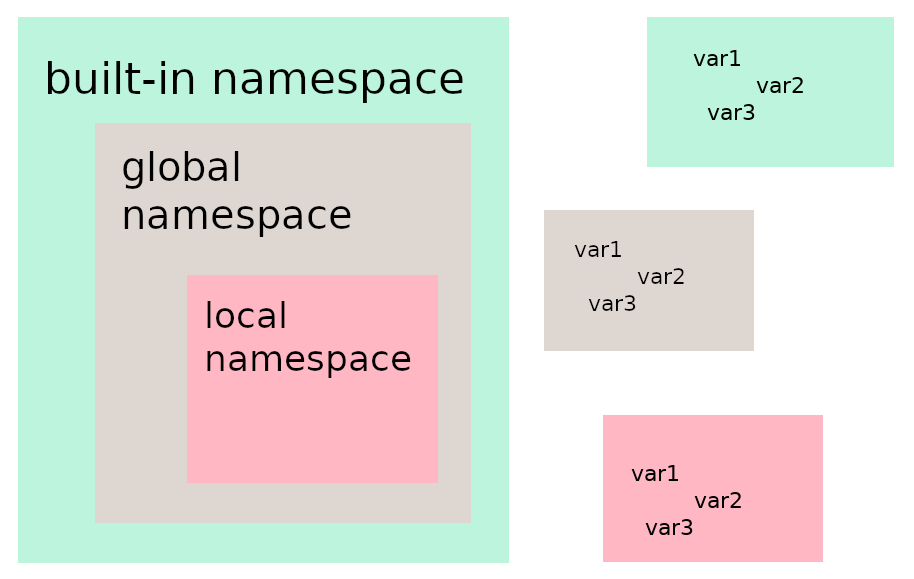 built-in namespace
global
namespace
local
namespace
var1
var2
var3
var1
var2
var3
var1
var2
var3